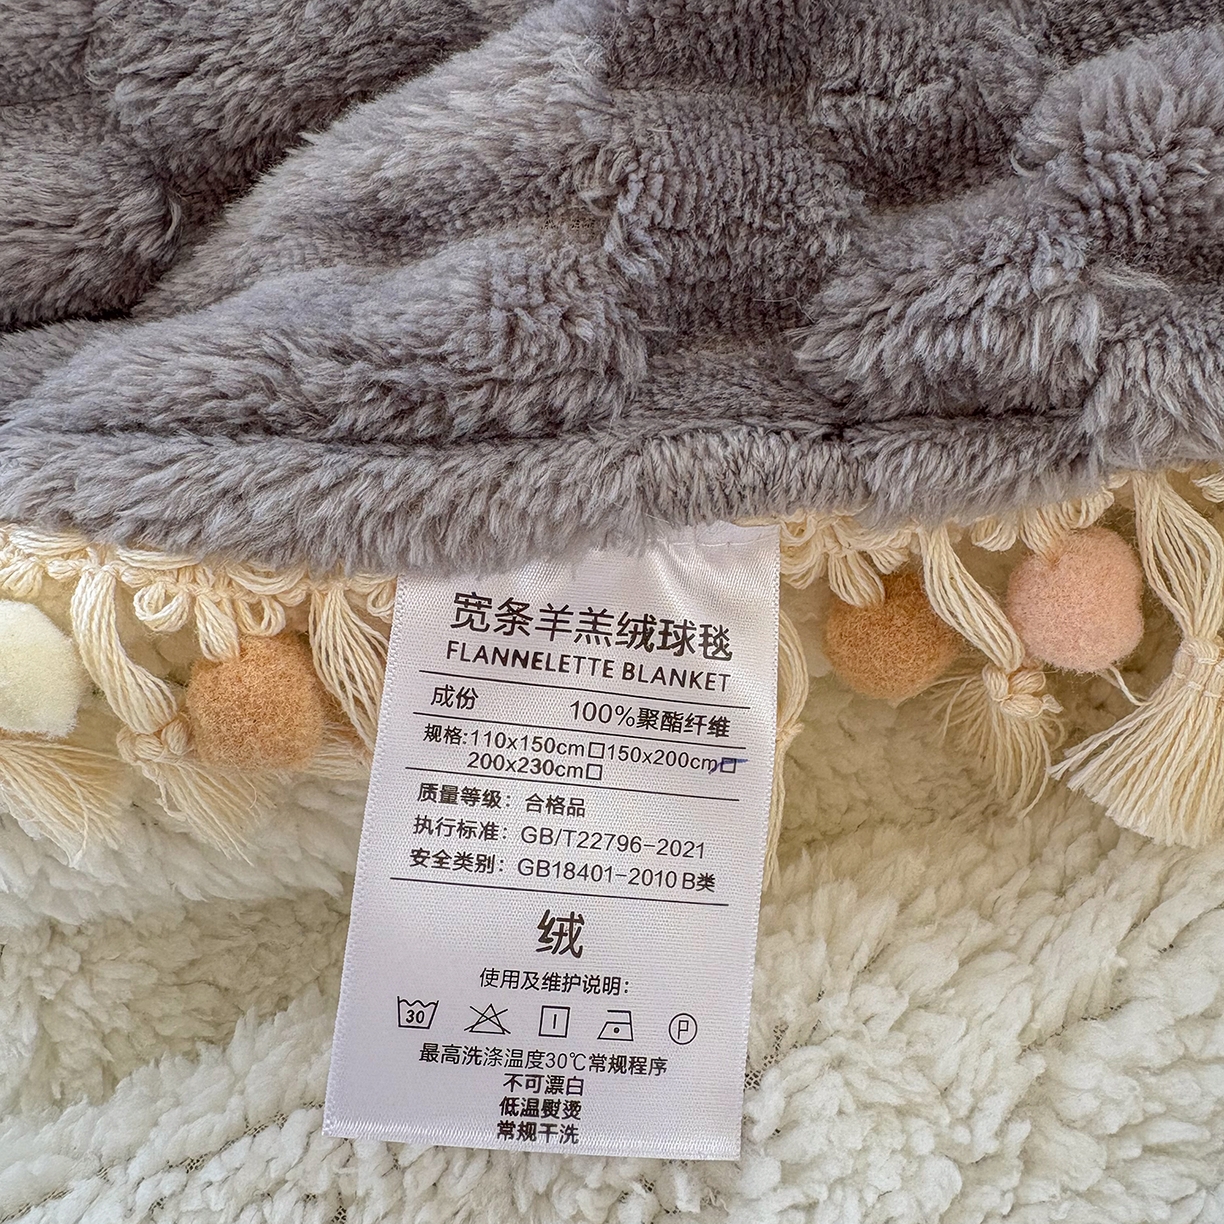 宽条羊羔绒球毯
FLANNELETTE BLANKET
成份 100%聚酯纤维
规格:110x150cm□150x200cm□
200x230cm□
质量等级：合格品
执行标准：GB/T22796-2021
安全类别：GB18401-2010 B类
绒
使用及维护说明：
30 P
最高洗涤温度30℃常规程序
不可漂白
低温熨烫
常规干洗